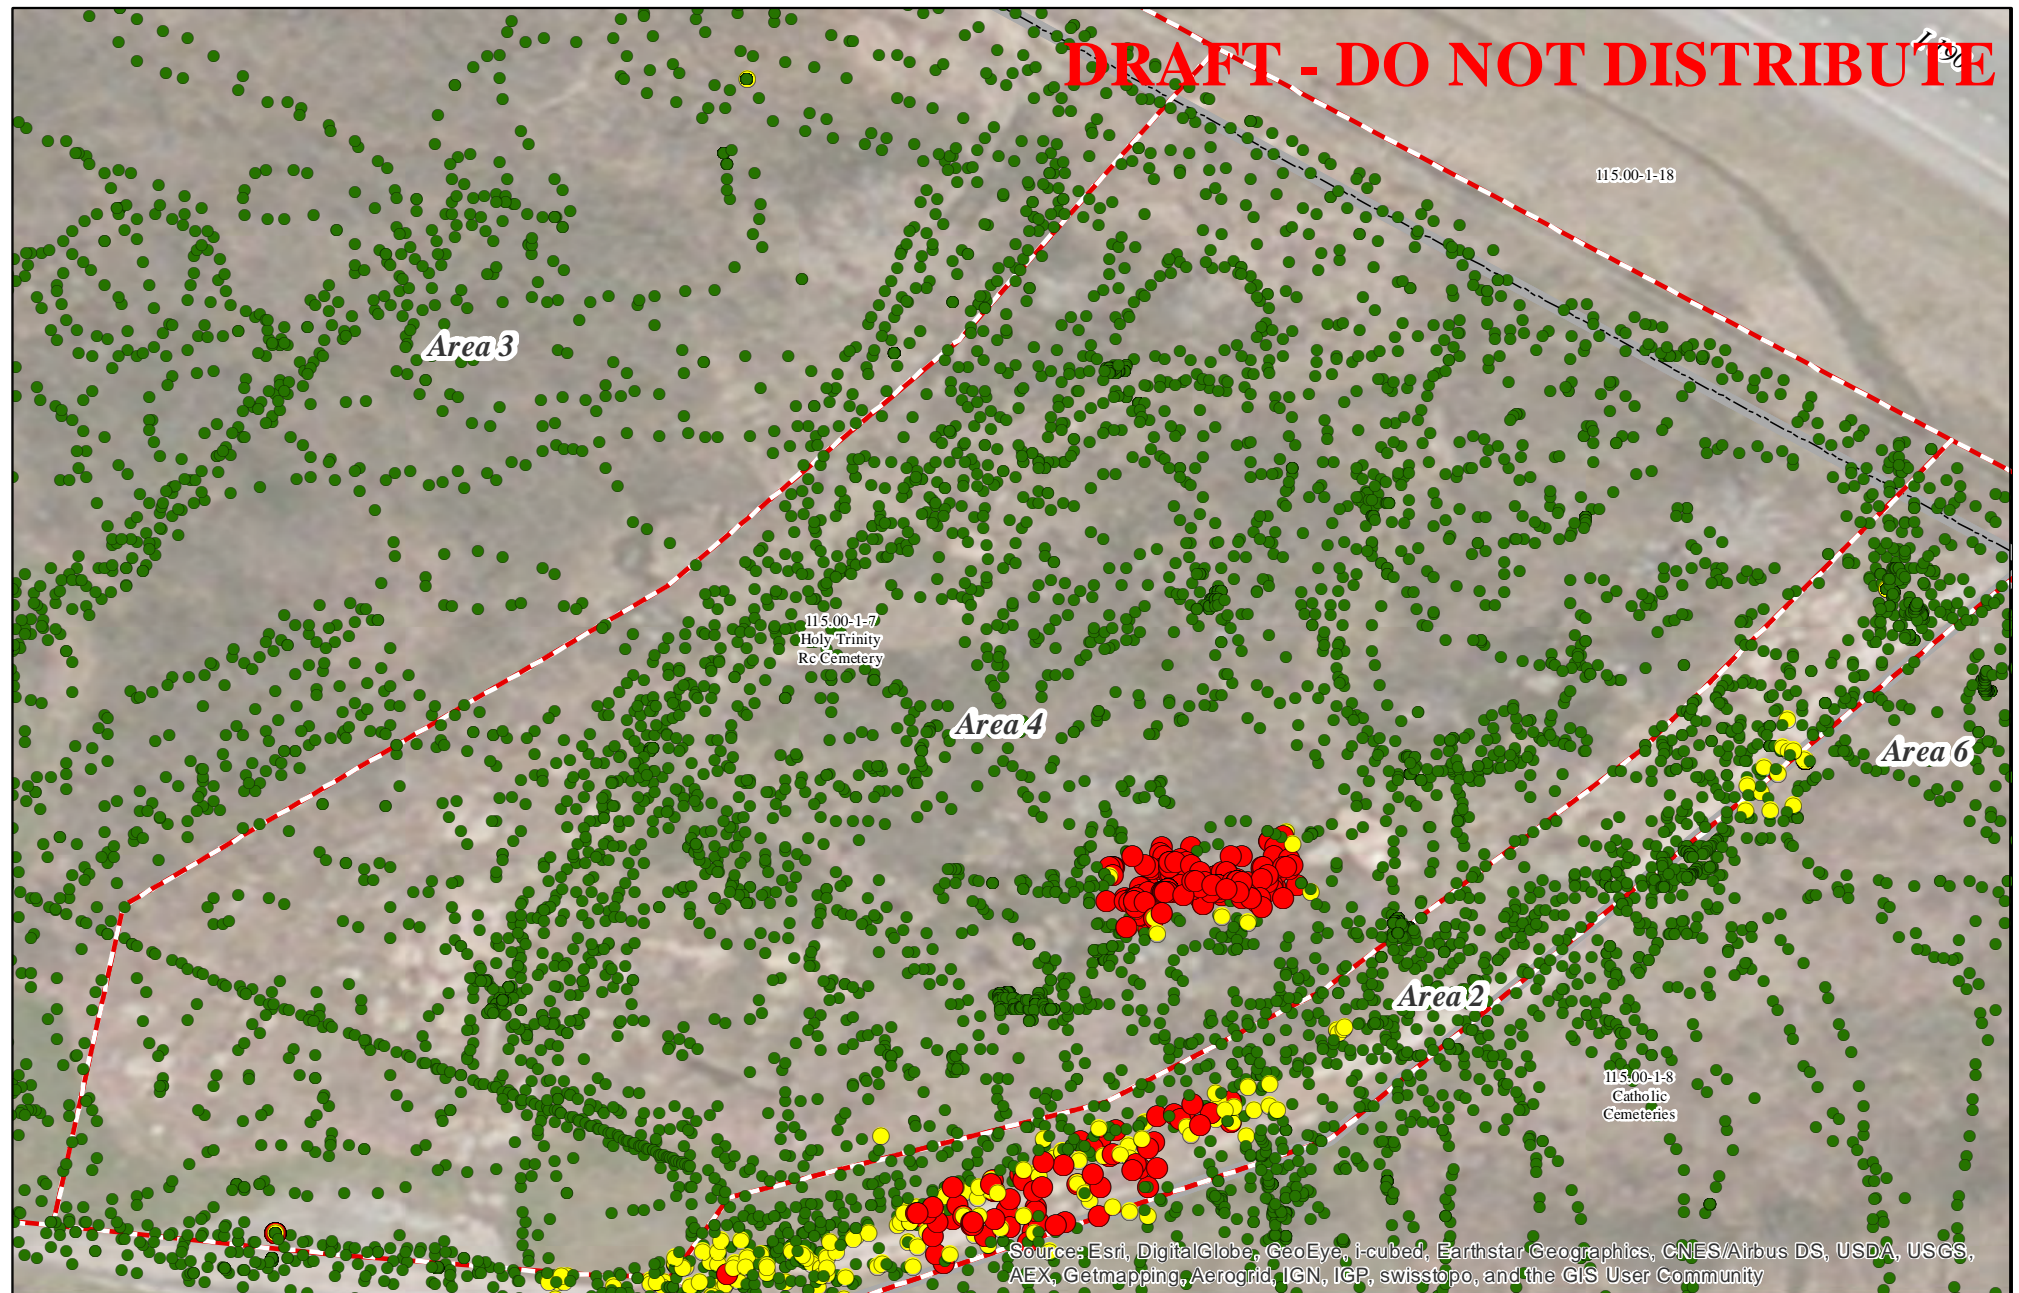 DRAFT - DO NOT DISTRIBUTE
I-190
115.00-1-18
Area 3
115.00-1-7
Holy Trinity
Rc Cemetery
Area 4
Area 6
Area 2
115.00-1-8
Catholic
Cemeteries
Source: Esri, DigitalGlobe, GeoEye, i-cubed, Earthstar Geographics, CNES/Airbus DS, USDA, USGS,
AEX, Getmapping, Aerogrid, IGN, IGP, swisstopo, and the GIS User Community